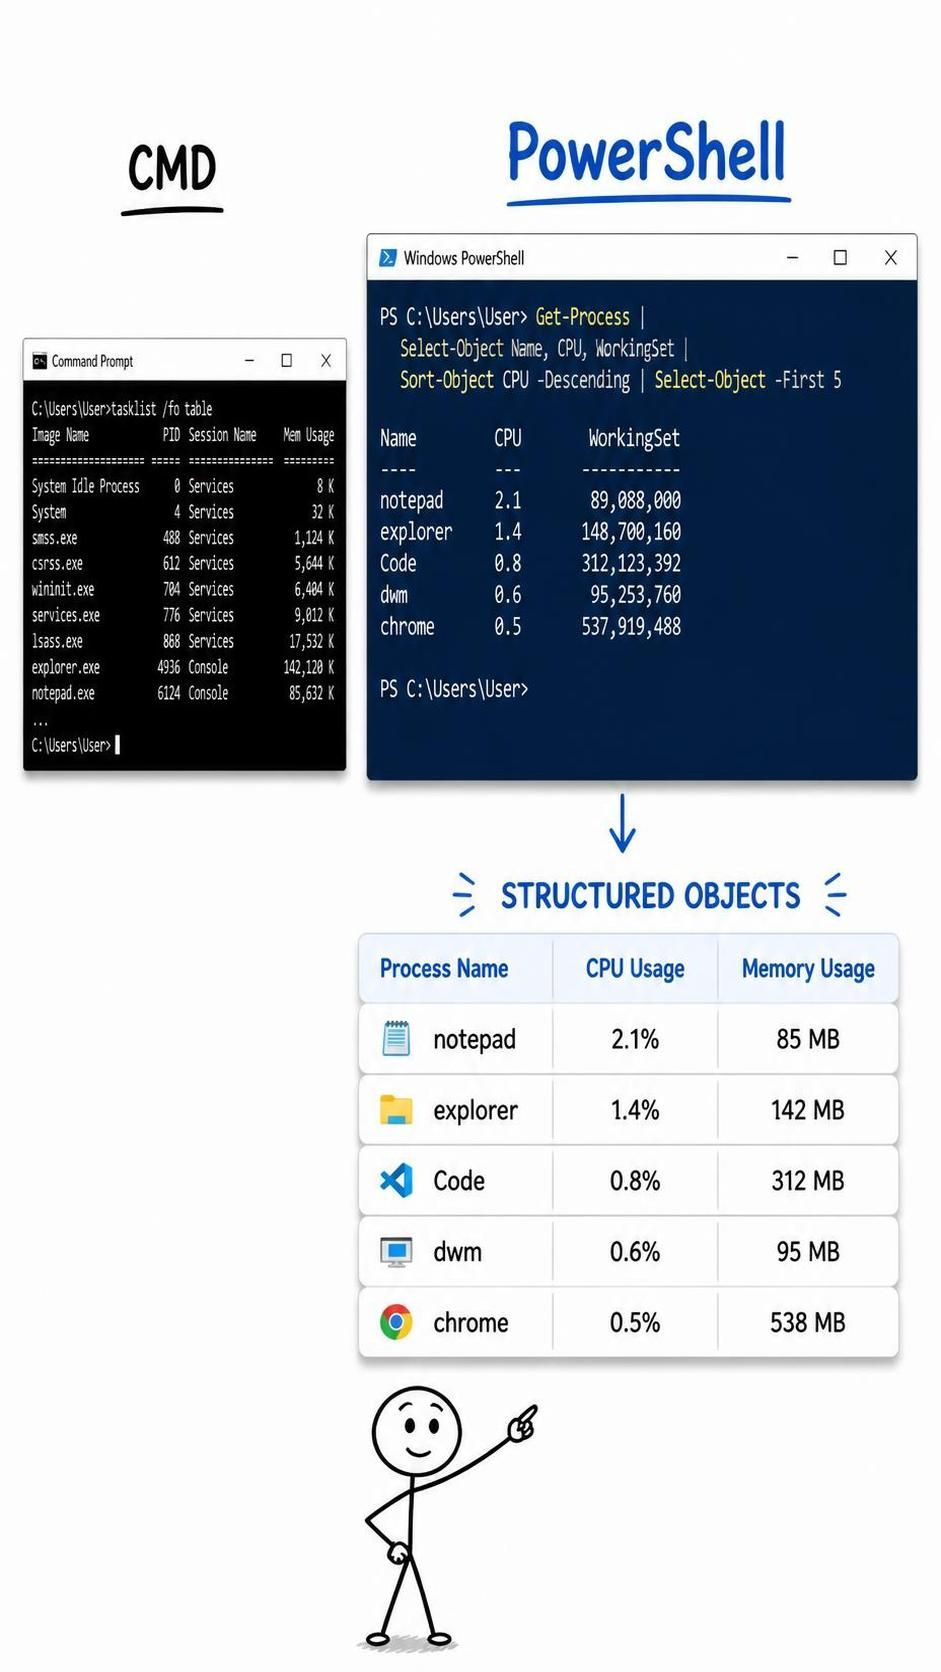 CMD
PowerShell
Command Prompt
C:\Users\User>tasklist /fo table
Image Name PID Session Name Mem Usage
==================== ===== =============== =========
System Idle Process 0 Services 8 K
System 4 Services 32 K
smss.exe 488 Services 1,124 K
csrss.exe 612 Services 5,644 K
wininit.exe 704 Services 6,404 K
services.exe 776 Services 9,012 K
lsass.exe 868 Services 17,532 K
explorer.exe 4936 Console 142,120 K
notepad.exe 6124 Console 85,632 K
...
C:\Users\User>
Windows PowerShell
PS C:\Users\User> Get-Process |
Select-Object Name, CPU, WorkingSet |
Sort-Object CPU -Descending | Select-Object -First 5
Name CPU WorkingSet
---- --- -----------
notepad 2.1 89,088,000
explorer 1.4 148,700,160
Code 0.8 312,123,392
dwm 0.6 95,253,760
chrome 0.5 537,919,488
PS C:\Users\User>
STRUCTURED OBJECTS
Process Name CPU Usage Memory Usage
notepad 2.1% 85 MB
explorer 1.4% 142 MB
Code 0.8% 312 MB
dwm 0.6% 95 MB
chrome 0.5% 538 MB